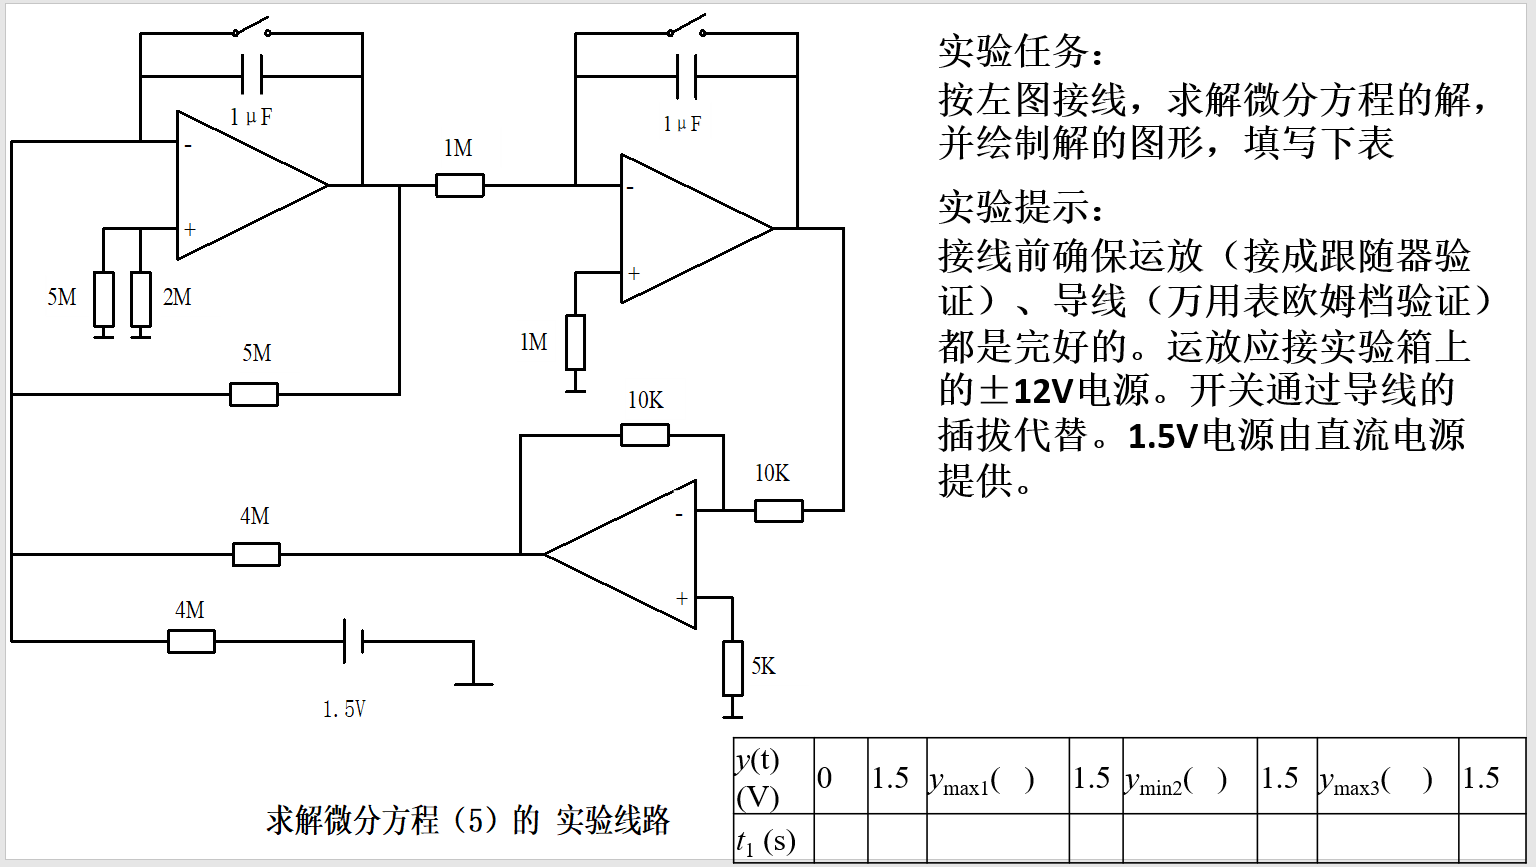 1μF
1μF
-
1M
-
+
+
5M
2M
5M
1M
10K
10K
4M
-
+
4M
5K
1.5V
求解微分方程（5）的 实验线路
实验任务：
按左图接线，求解微分方程的解，
并绘制解的图形，填写下表
实验提示：
接线前确保运放（接成跟随器验
证）、导线（万用表欧姆档验证）
都是完好的。运放应接实验箱上
的±12V电源。开关通过导线的
插拔代替。1.5V电源由直流电源
提供。
y(t) (V) 0 1.5 ymax1( ) 1.5 ymin2( ) 1.5 ymax3( ) 1.5
t1 (s)